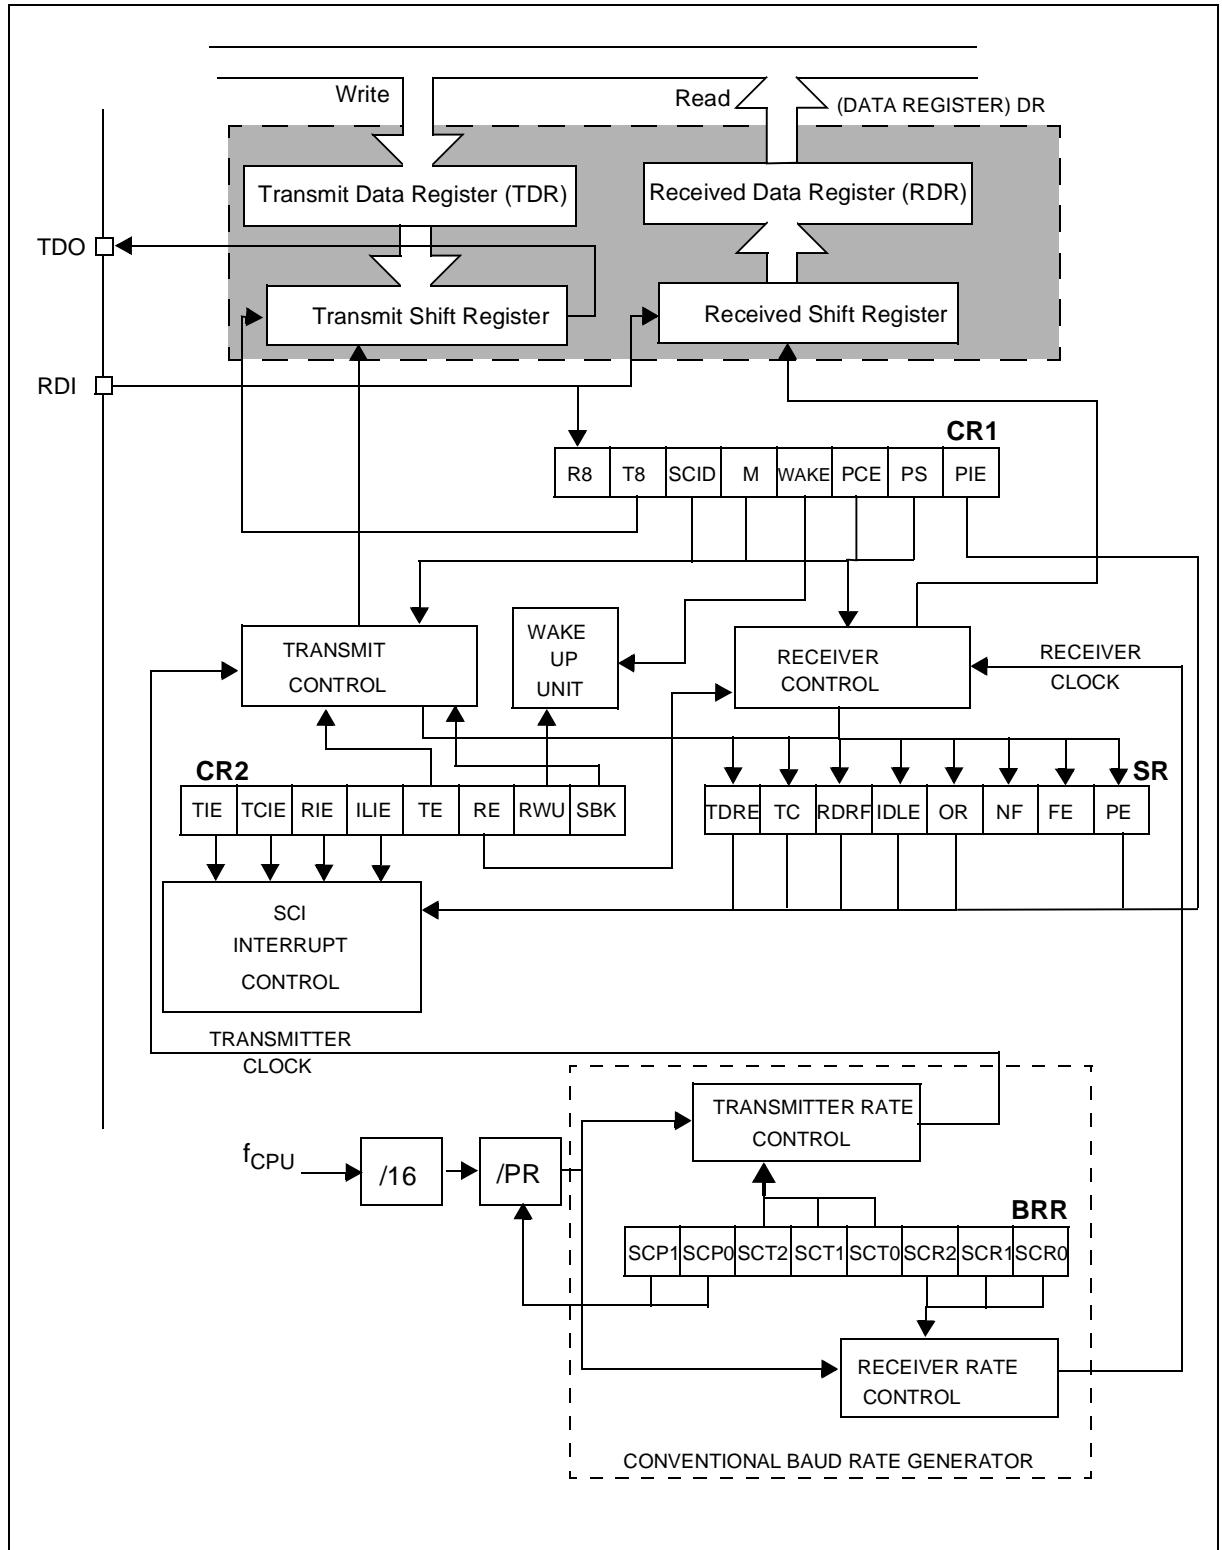 Write
Read
(DATA REGISTER) DR
Transmit Data Register (TDR)
Received Data Register (RDR)
TDO
Transmit Shift Register
Received Shift Register
RDI
CR1
R8 T8 SCID M WAKE PCE PS PIE
TRANSMIT
CONTROL
WAKE
UP
UNIT
RECEIVER
CONTROL
RECEIVER
CLOCK
CR2
TIE TCIE RIE ILIE TE RE RWU SBK
SR
TDRE TC RDRF IDLE OR NF FE PE
SCI
INTERRUPT
CONTROL
TRANSMITTER
CLOCK
TRANSMITTER RATE
CONTROL
fCPU
/16
/PR
BRR
SCP1 SCP0 SCT2 SCT1 SCT0 SCR2 SCR1 SCR0
RECEIVER RATE
CONTROL
CONVENTIONAL BAUD RATE GENERATOR